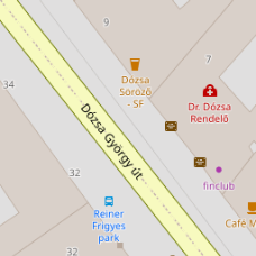 9
7
34
Dózsa
Söröző
- SF
Dr. Dózsa
Rendelő
Dózsa György út
finclub
32
Reiner
Frigyes
park
Café
32